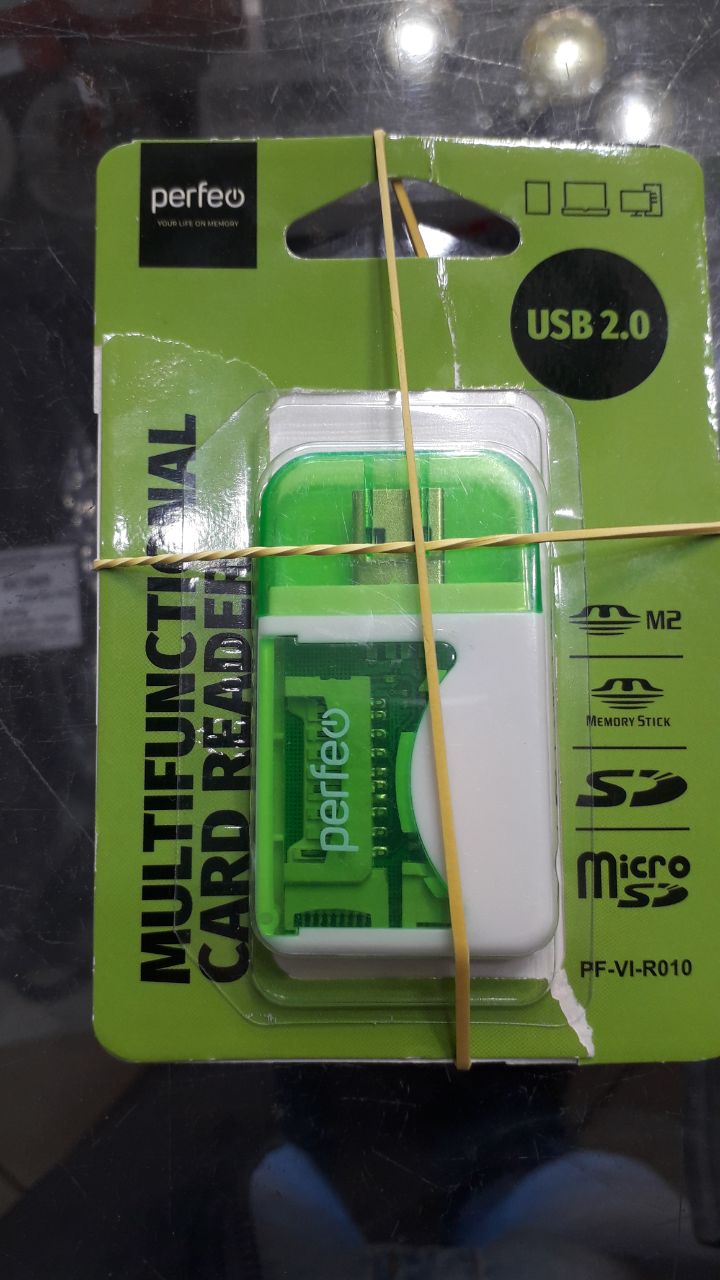 perfeo
YOUR LIFE ON MEMORY
USB 2.0
MULTIFUNCTIONAL
CARD READER
perfeo
M2
MEMORY STICK
SD
Micro
SD
PF-VI-R010